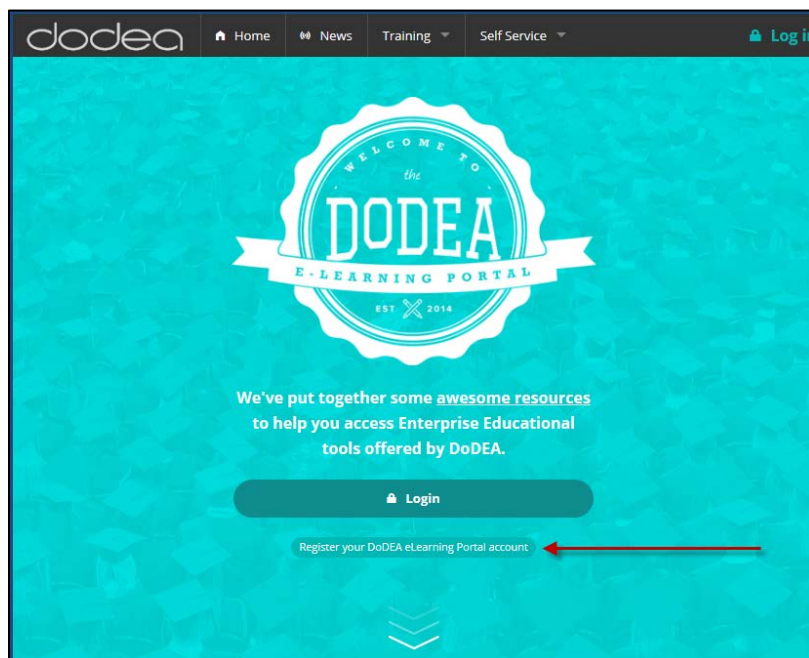 dodea Home News Training Self Service Log in
WELCOME TO
the
DODEA
E-LEARNING PORTAL
EST 2014
We've put together some awesome resources
to help you access Enterprise Educational
tools offered by DoDEA.
Login
Register your DoDEA eLearning Portal account